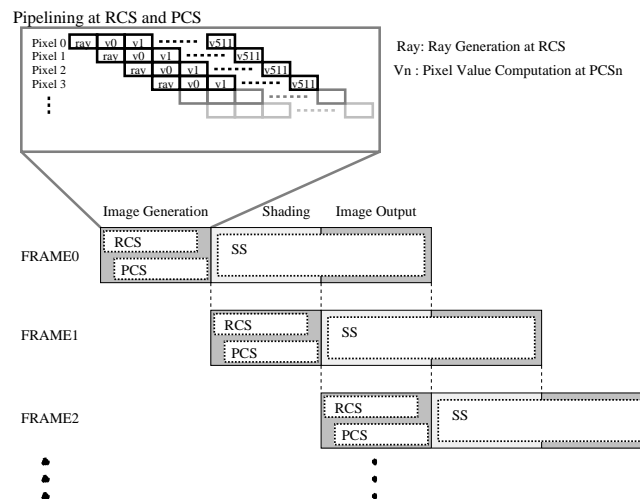 Pipelining at RCS and PCS
Pixel 0 ray v0 v1 v511
Pixel 1 ray v0 v1 v511
Pixel 2 ray v0 v1 v511
Pixel 3 ray v0 v1 v511
Ray: Ray Generation at RCS
Vn : Pixel Value Computation at PCSn
Image Generation Shading Image Output
FRAME0 RCS PCS SS
FRAME1 RCS PCS SS
FRAME2 RCS PCS SS